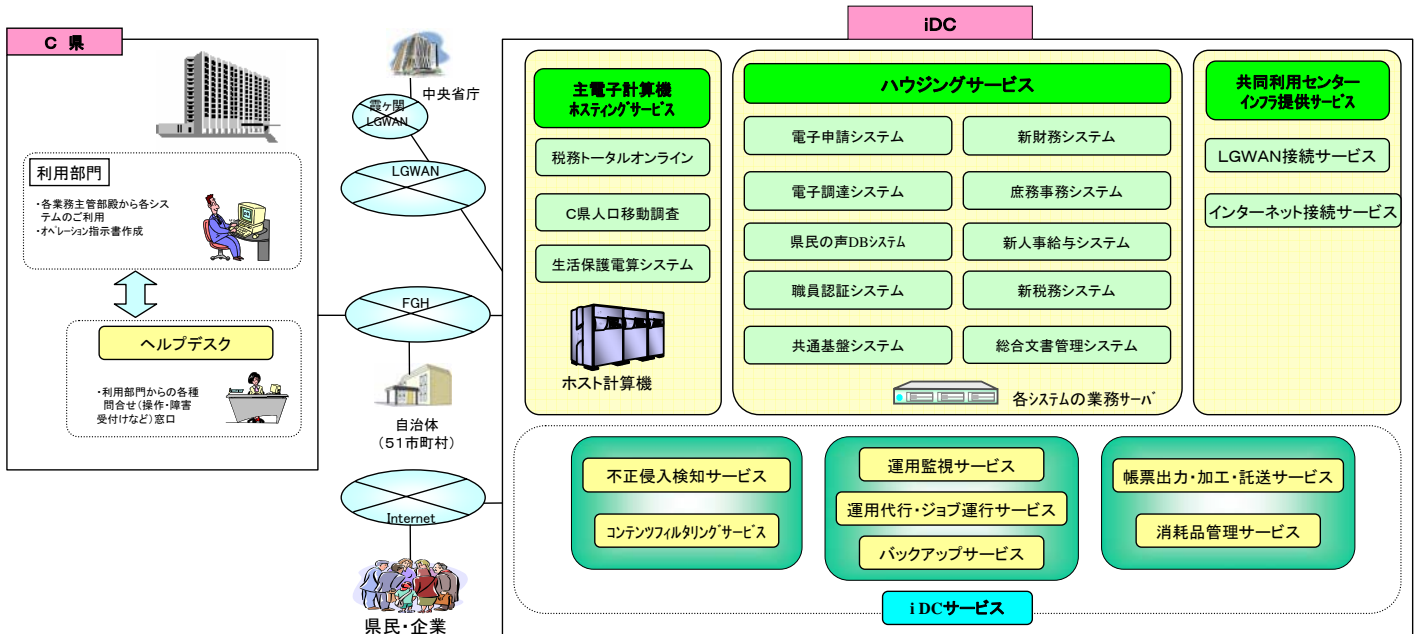 C 県
利用部門
・各業務主管部殿から各シス
テムのご利用
・オペレーション指示書作成
ヘルプデスク
・利用部門からの各種
問合せ（操作・障害
受付けなど）窓口
中央省庁
霞ヶ関
LGWAN
LGWAN
FGH
自治体
（５１市町村）
Internet
県民・企業
iDC
主電子計算機
ホスティングサービス
税務トータルオンライン
C県人口移動調査
生活保護電算システム
ホスト計算機
ハウジングサービス
電子申請システム
新財務システム
電子調達システム
庶務事務システム
県民の声DBシステム
新人事給与システム
職員認証システム
新税務システム
共通基盤システム
総合文書管理システム
各システムの業務サーバ
共同利用センター
インフラ提供サービス
LGWAN接続サービス
インターネット接続サービス
不正侵入検知サービス
コンテンツフィルタリングサービス
運用監視サービス
運用代行・ジョブ運行サービス
バックアップサービス
帳票出力・加工・託送サービス
消耗品管理サービス
i DCサービス